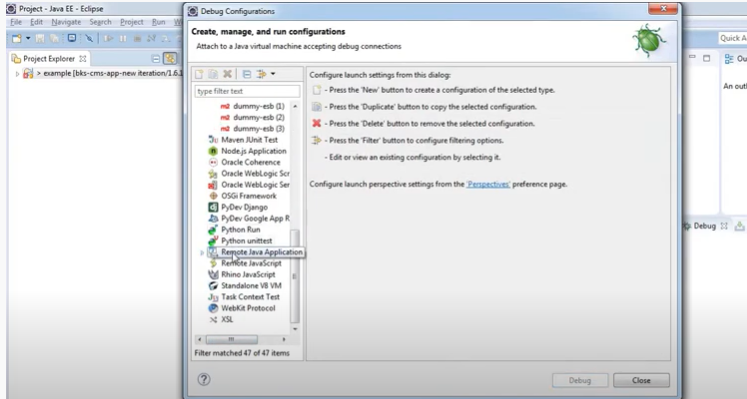 Project - Java EE - Eclipse
File Edit Navigate Search Project Run
Quick A
Project Explorer
> example [bks-cms-app-new iteration/1.6.1
Debug Configurations
Create, manage, and run configurations
Attach to a Java virtual machine accepting debug connections
type filter text
m2 dummy-esb (1)
m2 dummy-esb (2)
m2 dummy-esb (3)
Maven JUnit Test
Node.js Application
Oracle Coherence
Oracle WebLogic Scr
Oracle WebLogic Ser
OSGi Framework
PyDev Django
PyDev Google App R
Python Run
Python unittest
Remote Java Application
Remote JavaScript
Rhino JavaScript
Standalone V8 VM
Task Context Test
WebKit Protocol
XSL
Filter matched 47 of 47 items
Configure launch settings from this dialog:
- Press the 'New' button to create a configuration of the selected type.
- Press the 'Duplicate' button to copy the selected configuration.
- Press the 'Delete' button to remove the selected configuration.
- Press the 'Filter' button to configure filtering options.
- Edit or view an existing configuration by selecting it.
Configure launch perspective settings from the 'Perspectives' preference page.
Debug
Close
Ou
An out
Debug